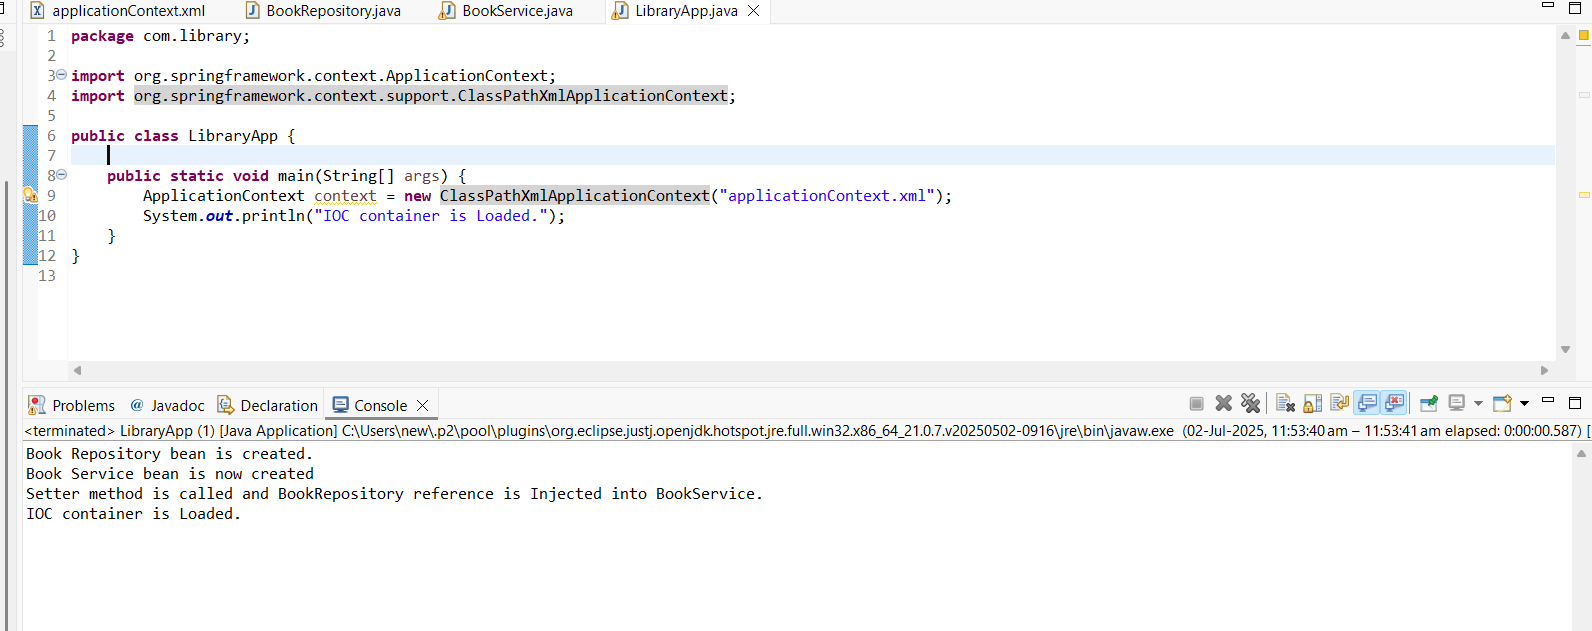 applicationContext.xml BookRepository.java BookService.java LibraryApp.java
1 package com.library;
2
3 import org.springframework.context.ApplicationContext;
4 import org.springframework.context.support.ClassPathXmlApplicationContext;
5
6 public class LibraryApp {
7
8 public static void main(String[] args) {
9 ApplicationContext context = new ClassPathXmlApplicationContext("applicationContext.xml");
10 System.out.println("IOC container is Loaded.");
11 }
12 }
13
Problems @ Javadoc Declaration Console
<terminated> LibraryApp (1) [Java Application] C:\Users\new\.p2\pool\plugins\org.eclipse.justj.openjdk.hotspot.jre.full.win32.x86_64_21.0.7.v20250502-0916\jre\bin\javaw.exe (02-Jul-2025, 11:53:40 am – 11:53:41 am elapsed: 0:00:00.587) [
Book Repository bean is created.
Book Service bean is now created
Setter method is called and BookRepository reference is Injected into BookService.
IOC container is Loaded.